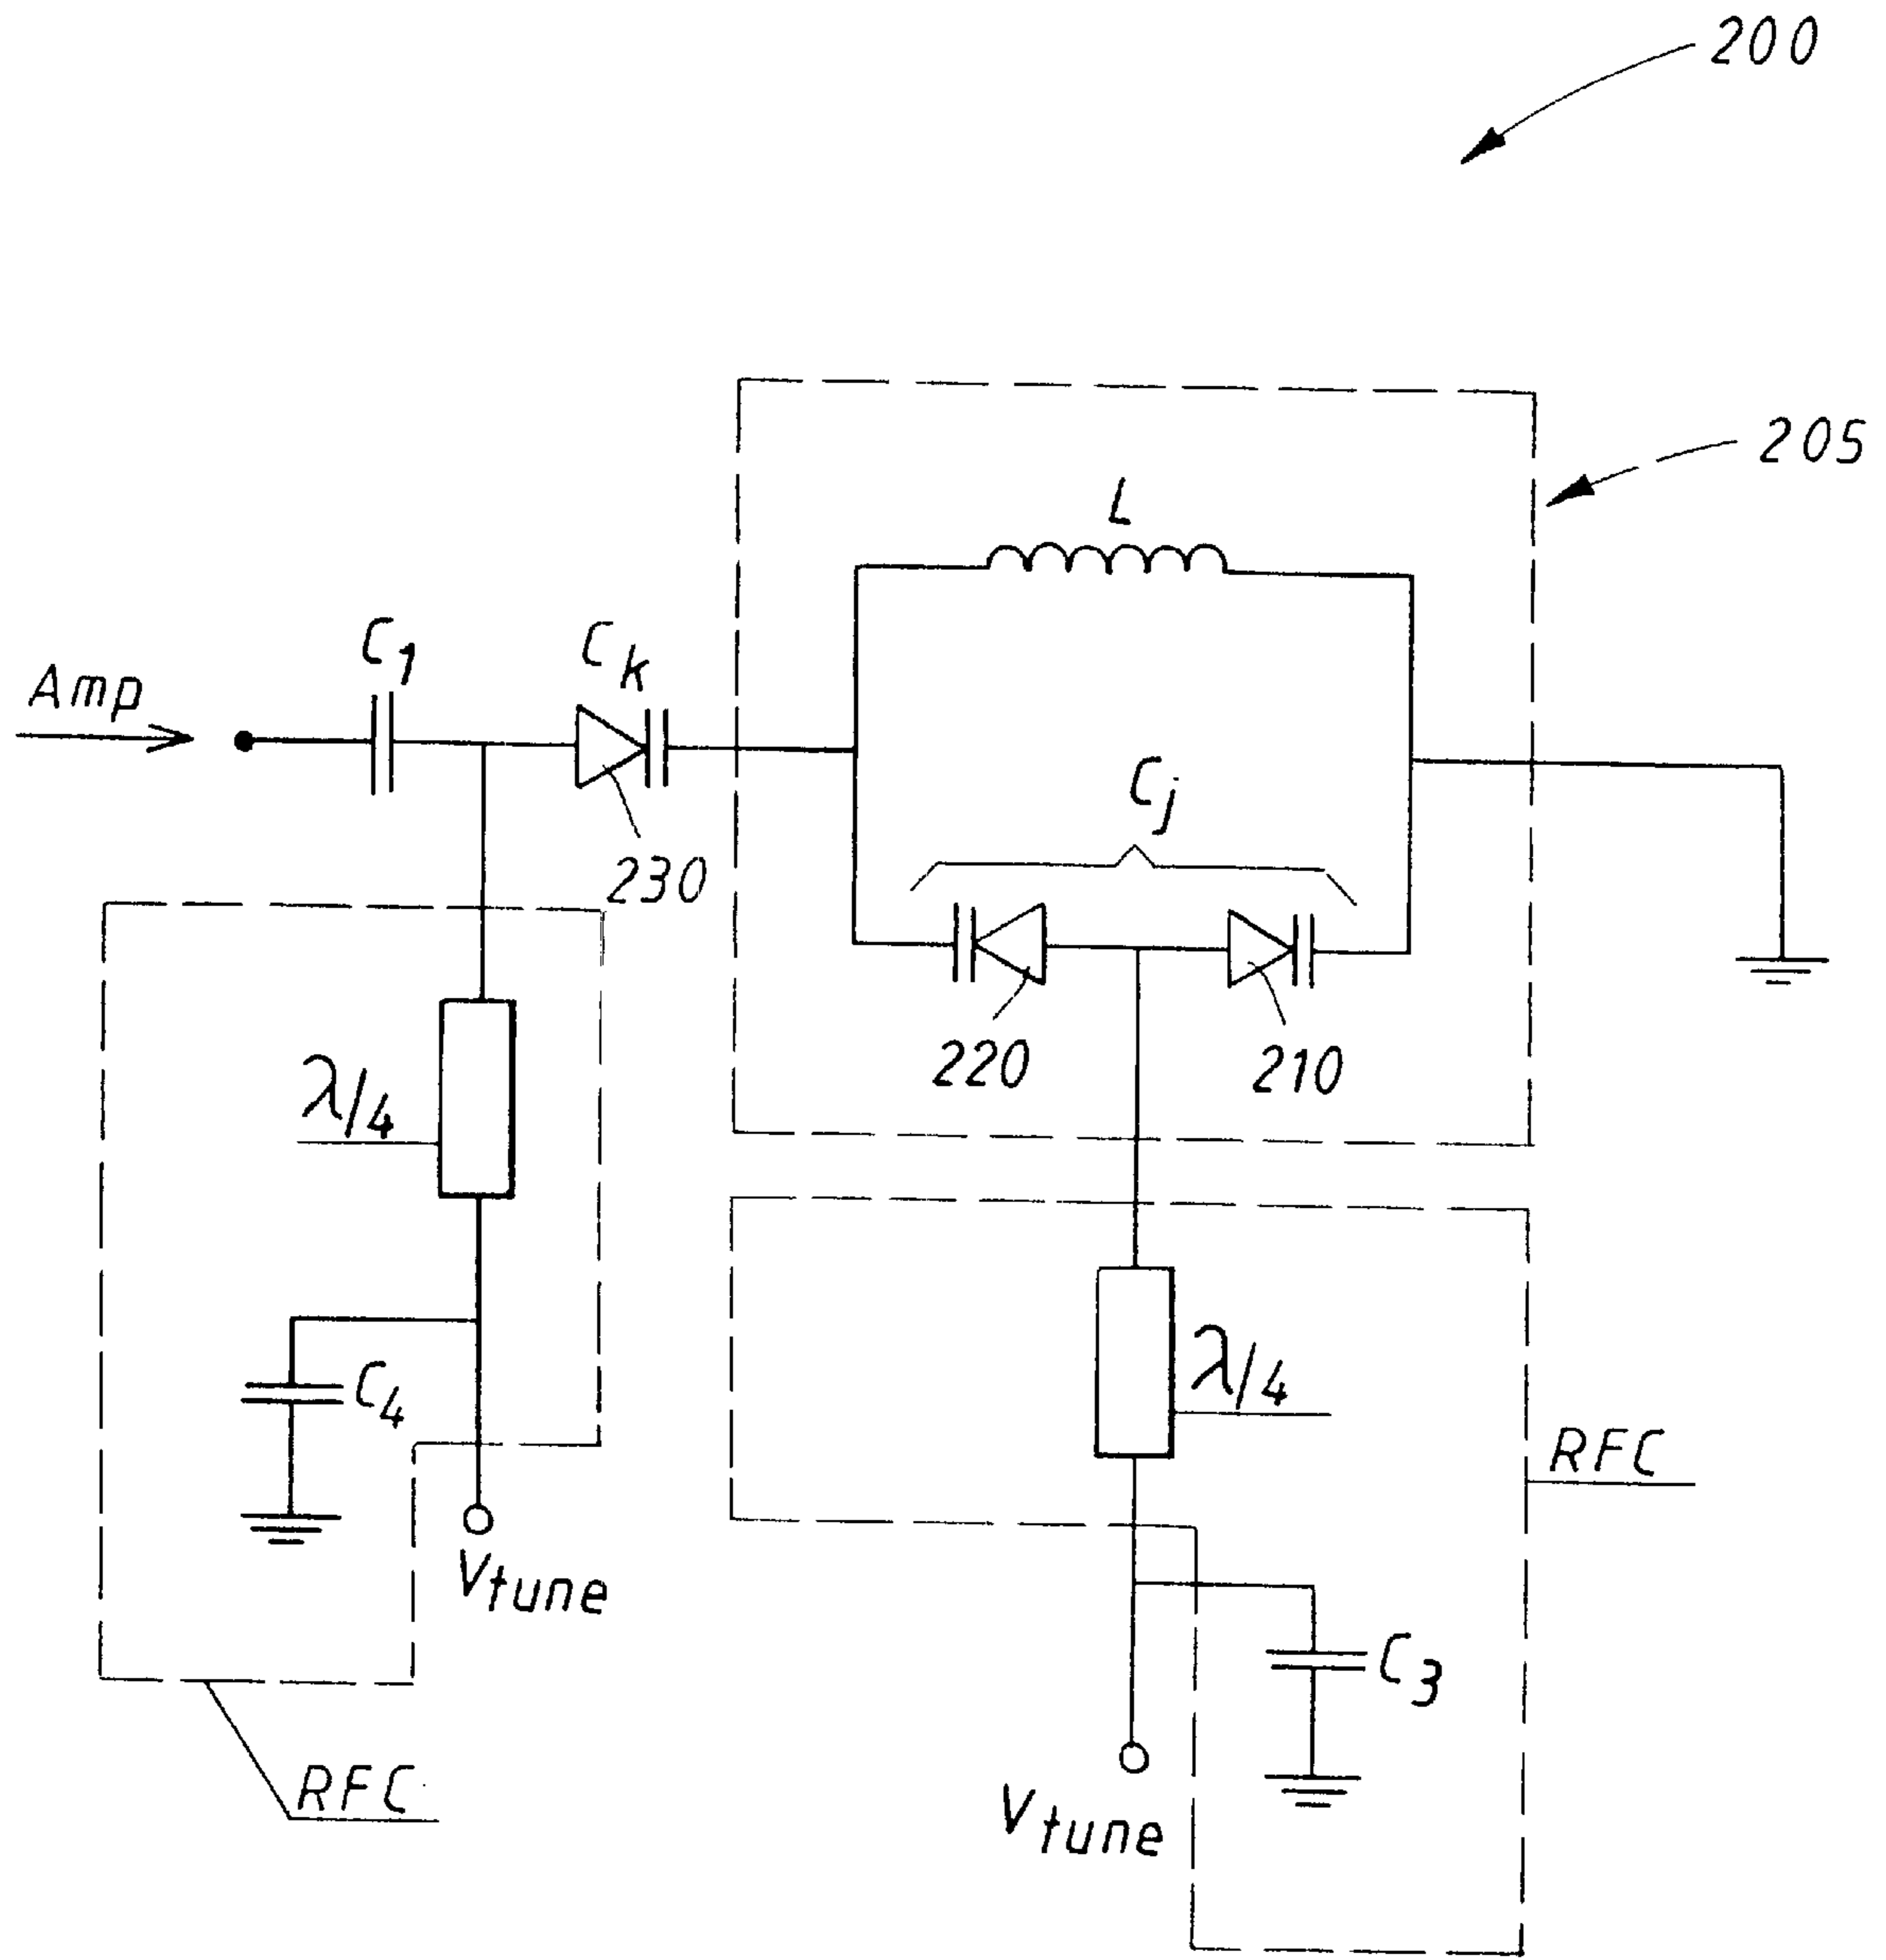 200
205
L
C1
Ck
Amp
Cj
230
220
210
λ/4
λ/4
C4
RFC
Vtune
C3
RFC
Vtune